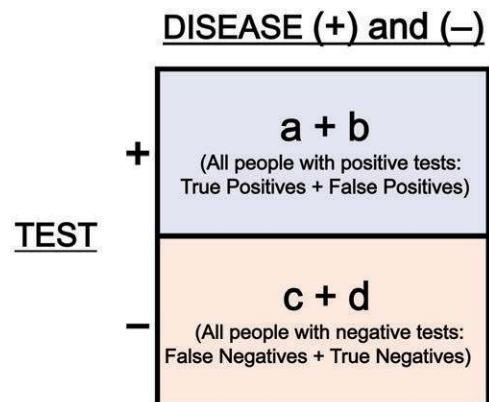 DISEASE (+) and (–)
+
a + b
(All people with positive tests:
True Positives + False Positives)
TEST
–
c + d
(All people with negative tests:
False Negatives + True Negatives)